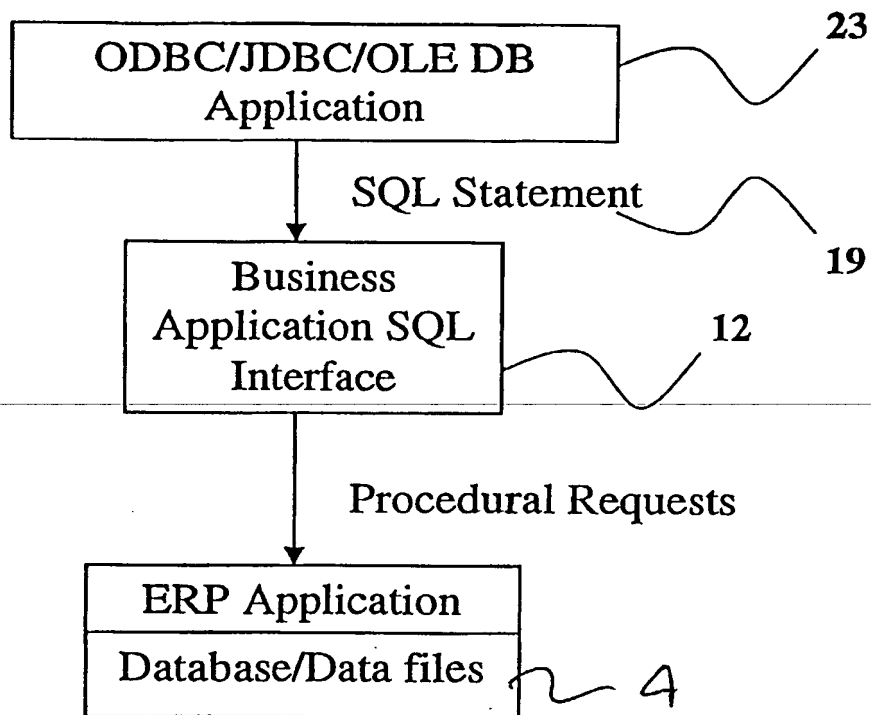 23
ODBC/JDBC/OLE DB
Application
SQL Statement
19
Business
Application SQL
Interface
12
Procedural Requests
ERP Application
Database/Data files
4